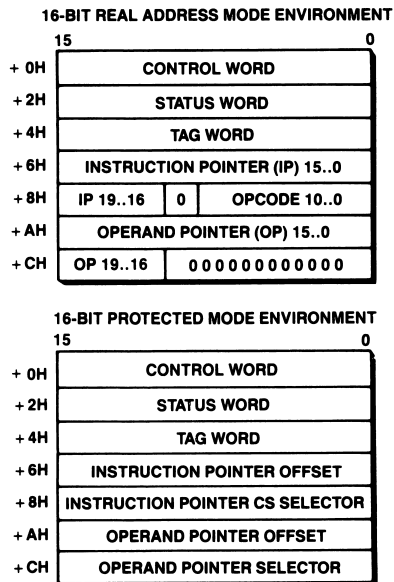 16-BIT REAL ADDRESS MODE ENVIRONMENT
15 0
+ 0H CONTROL WORD
+ 2H STATUS WORD
+ 4H TAG WORD
+ 6H INSTRUCTION POINTER (IP) 15..0
+ 8H IP 19..16 0 OPCODE 10..0
+ AH OPERAND POINTER (OP) 15..0
+ CH OP 19..16 000000000000
16-BIT PROTECTED MODE ENVIRONMENT
15 0
+ 0H CONTROL WORD
+ 2H STATUS WORD
+ 4H TAG WORD
+ 6H INSTRUCTION POINTER OFFSET
+ 8H INSTRUCTION POINTER CS SELECTOR
+ AH OPERAND POINTER OFFSET
+ CH OPERAND POINTER SELECTOR